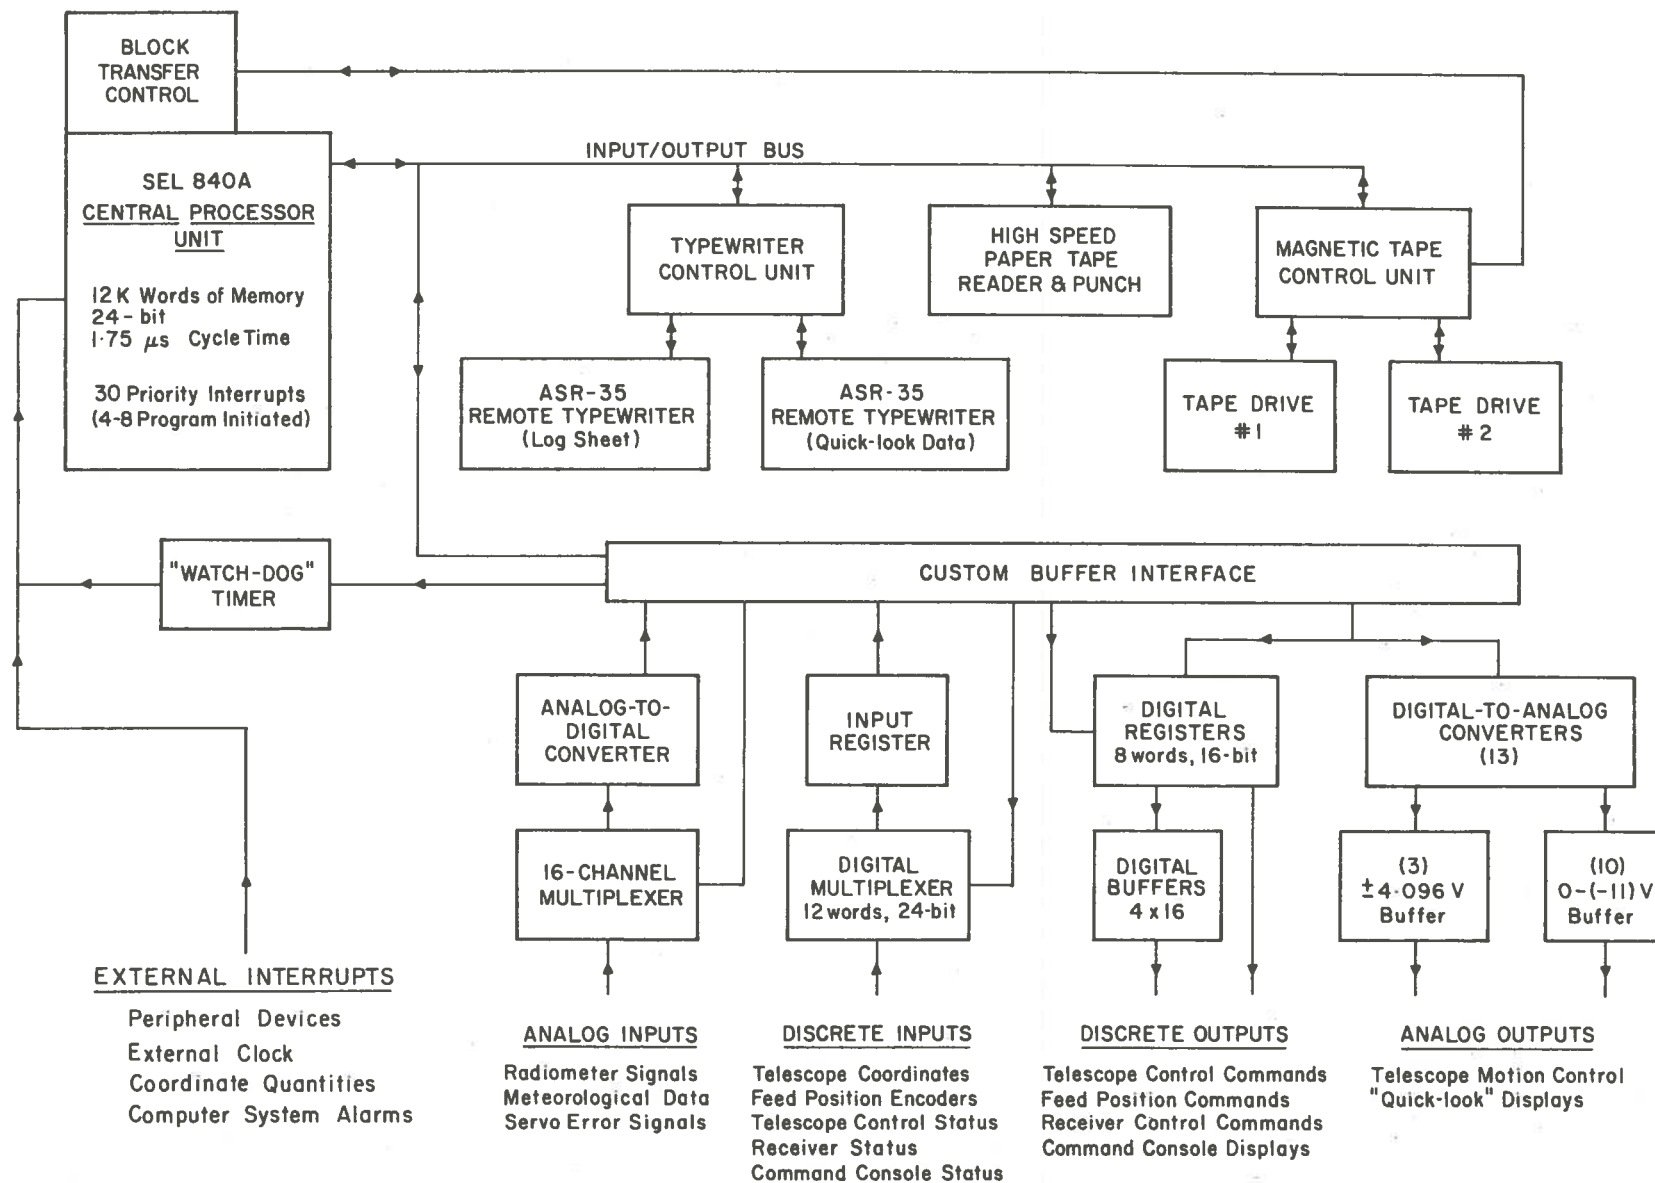 BLOCK
TRANSFER
CONTROL
SEL 840A
CENTRAL PROCESSOR
UNIT
12K Words of Memory
24-bit
1·75 μs Cycle Time
30 Priority Interrupts
(4-8 Program Initiated)
INPUT/OUTPUT BUS
TYPEWRITER
CONTROL UNIT
HIGH SPEED
PAPER TAPE
READER & PUNCH
MAGNETIC TAPE
CONTROL UNIT
ASR-35
REMOTE TYPEWRITER
(Log Sheet)
ASR-35
REMOTE TYPEWRITER
(Quick-look Data)
TAPE DRIVE
#1
TAPE DRIVE
#2
"WATCH-DOG"
TIMER
CUSTOM BUFFER INTERFACE
ANALOG-TO-
DIGITAL
CONVERTER
INPUT
REGISTER
DIGITAL
REGISTERS
8 words, 16-bit
DIGITAL-TO-ANALOG
CONVERTERS
(13)
16-CHANNEL
MULTIPLEXER
DIGITAL
MULTIPLEXER
12 words, 24-bit
DIGITAL
BUFFERS
4 x 16
(3)
±4·096 V
Buffer
(10)
0-(-11) V
Buffer
EXTERNAL INTERRUPTS
Peripheral Devices
External Clock
Coordinate Quantities
Computer System Alarms
ANALOG INPUTS
Radiometer Signals
Meteorological Data
Servo Error Signals
DISCRETE INPUTS
Telescope Coordinates
Feed Position Encoders
Telescope Control Status
Receiver Status
Command Console Status
DISCRETE OUTPUTS
Telescope Control Commands
Feed Position Commands
Receiver Control Commands
Command Console Displays
ANALOG OUTPUTS
Telescope Motion Control
"Quick-look" Displays